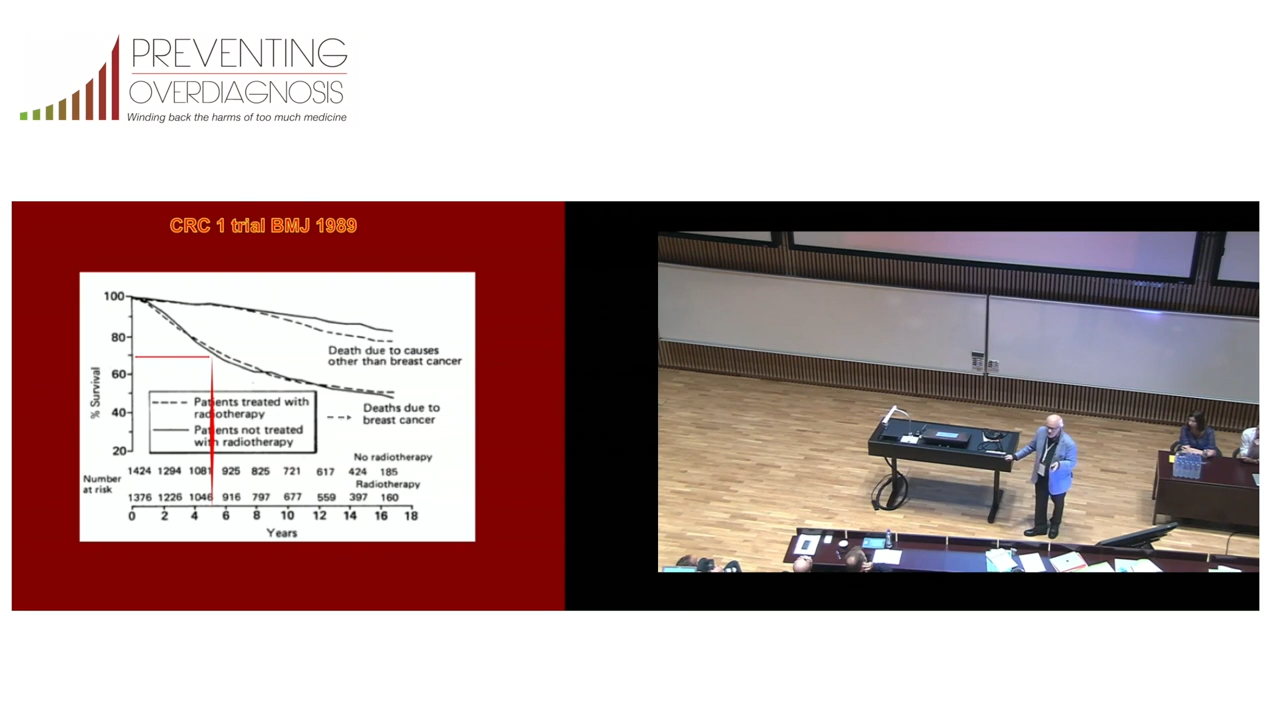 PREVENTING
OVERDIAGNOSIS
Winding back the harms of too much medicine
CRC 1 trial BMJ 1989
100
80
60
40
20
% Survival
Death due to causes
other than breast cancer
Patients treated with
radiotherapy
Patients not treated
with radiotherapy
Deaths due to
breast cancer
No radiotherapy
1424 1294 1081 925 825 721 617 424 185
Number
at risk
Radiotherapy
1376 1226 1046 916 797 677 559 397 160
0 2 4 6 8 10 12 14 16 18
Years